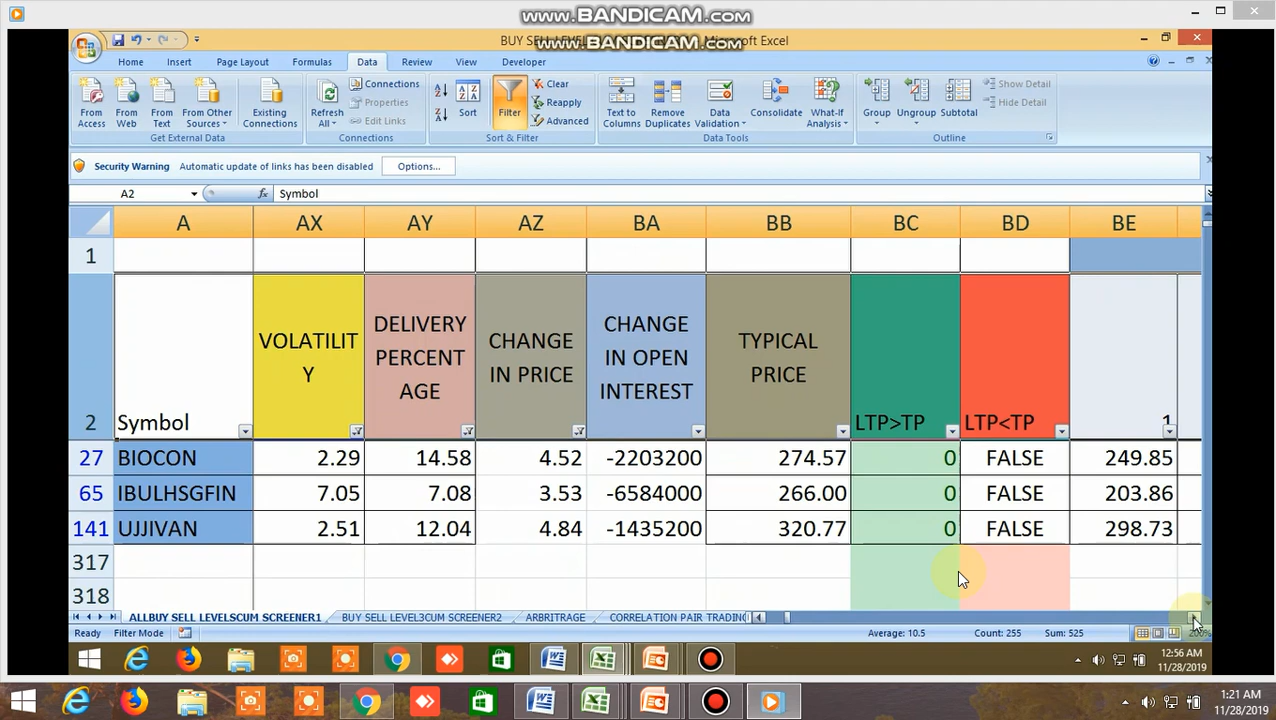 www.BANDICAM.com
BUY SELL LEVEL
www.BANDICAM.com
Microsoft Excel
Home Insert Page Layout Formulas Data Review View Developer
From Access
From Web
From Text
From Other Sources
Existing Connections
Refresh All
Connections
Properties
Edit Links
Sort
Filter
Clear
Reapply
Advanced
Text to Columns
Remove Duplicates
Data Validation
Consolidate
What-If Analysis
Group
Ungroup
Subtotal
Show Detail
Hide Detail
Get External Data Connections Sort & Filter Data Tools Outline
Security Warning Automatic update of links has been disabled Options...
A2 fx Symbol
A AX AY AZ BA BB BC BD BE
1
2 Symbol
VOLATILIT
Y
DELIVERY
PERCENT
AGE
CHANGE
IN PRICE
CHANGE
IN OPEN
INTEREST
TYPICAL
PRICE
LTP>TP
LTP<TP
1
27 BIOCON 2.29 14.58 4.52 -2203200 274.57 0 FALSE 249.85
65 IBULHSGFIN 7.05 7.08 3.53 -6584000 266.00 0 FALSE 203.86
141 UJJIVAN 2.51 12.04 4.84 -1435200 320.77 0 FALSE 298.73
317
318
ALLBUY SELL LEVELSCUM SCREENER1 BUY SELL LEVEL3CUM SCREENER2 ARBITRAGE CORRELATION PAIR TRADING
Ready Filter Mode Average: 10.5 Count: 255 Sum: 525 200%
12:56 AM
11/28/2019
1:21 AM
11/28/2019